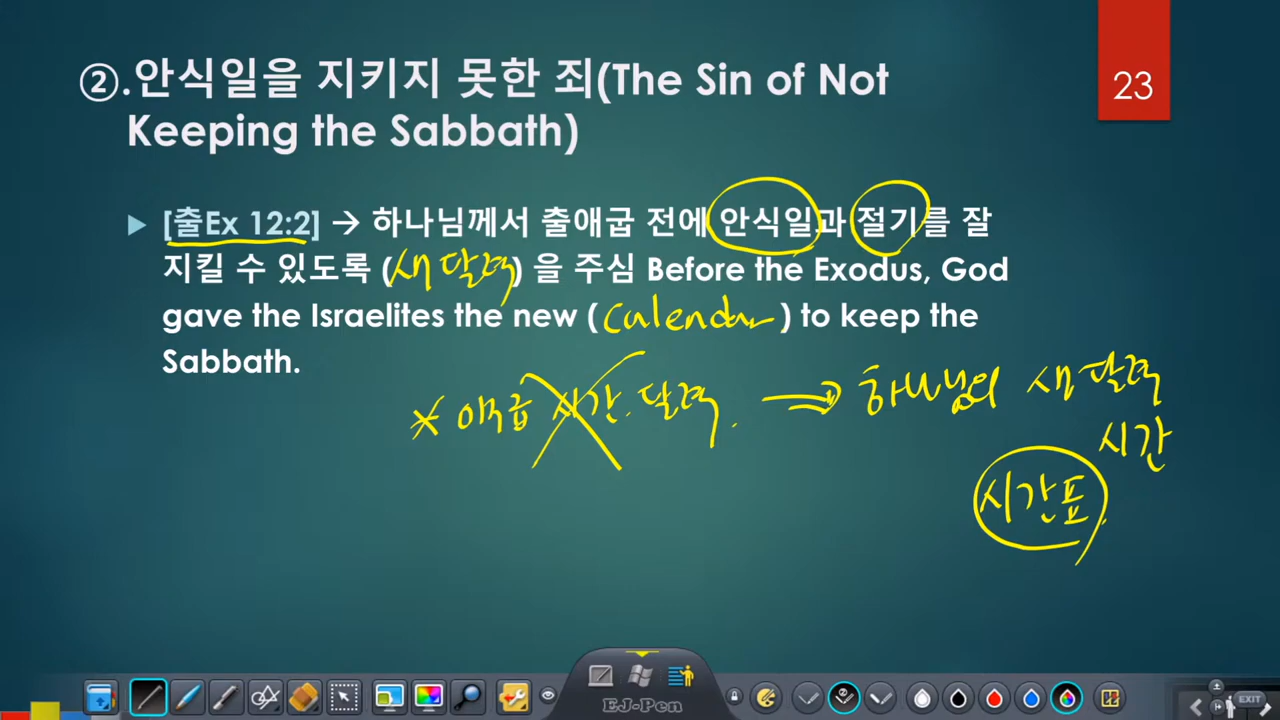 ②.안식일을 지키지 못한 죄(The Sin of Not
Keeping the Sabbath)
23
[출Ex 12:2] → 하나님께서 출애굽 전에 안식일과 절기를 잘
지킬 수 있도록 (새 달력) 을 주심 Before the Exodus, God
gave the Israelites the new (calendar) to keep the
Sabbath.
애굽 시간. 달력. ⇒ 하나님의 새 달력
시간
시간표
EJ-Pen
EXIT